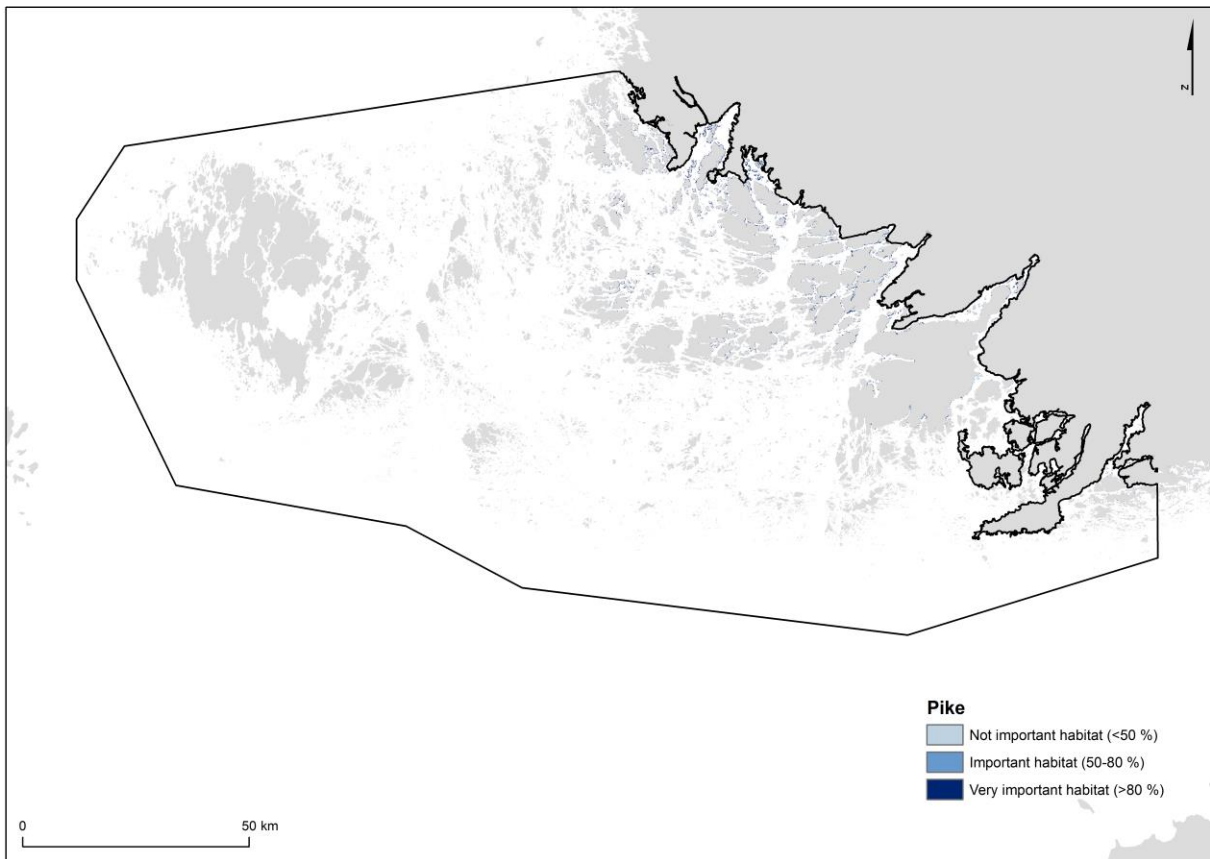 N
Pike
Not important habitat (<50 %)
Important habitat (50-80 %)
Very important habitat (>80 %)
0 50 km